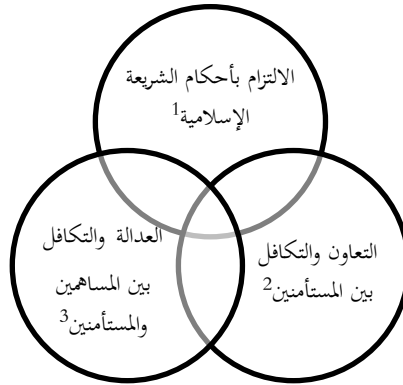 الالتزام بأحكام الشريعة
الإسلامية1
التعاون والتكافل
بين المستأمنين2
العدالة والتكافل
بين المساهمين
والمستأمنين3